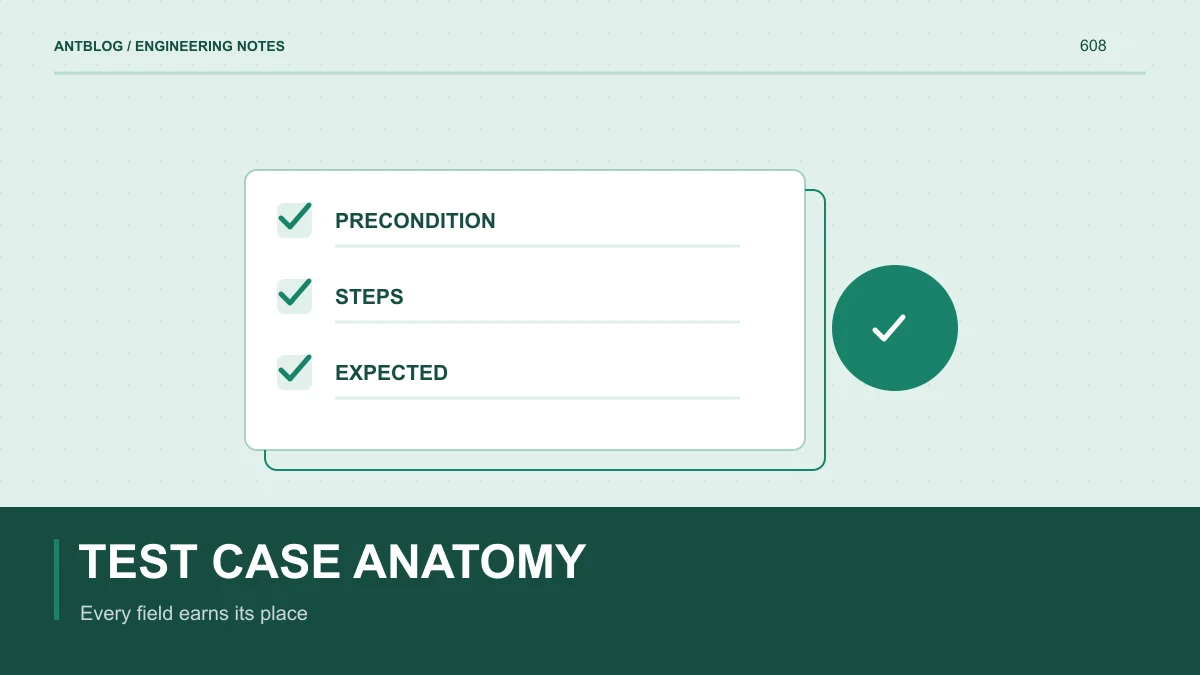 ANTBLOG / ENGINEERING NOTES
608
PRECONDITION
STEPS
EXPECTED
TEST CASE ANATOMY
Every field earns its place